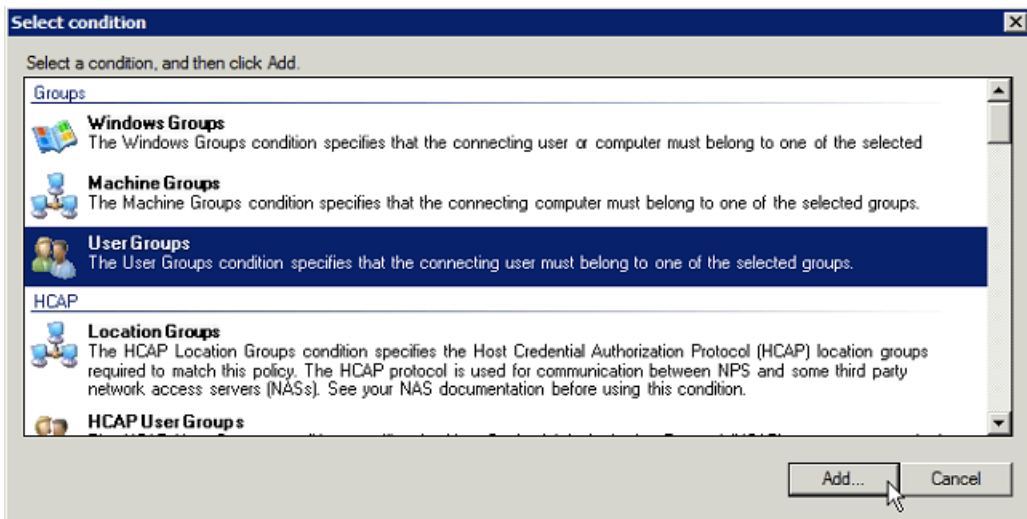 Select condition
Select a condition, and then click Add.
Groups
Windows Groups
The Windows Groups condition specifies that the connecting user or computer must belong to one of the selected
Machine Groups
The Machine Groups condition specifies that the connecting computer must belong to one of the selected groups.
User Groups
The User Groups condition specifies that the connecting user must belong to one of the selected groups.
HCAP
Location Groups
The HCAP Location Groups condition specifies the Host Credential Authorization Protocol (HCAP) location groups
required to match this policy. The HCAP protocol is used for communication between NPS and some third party
network access servers (NASs). See your NAS documentation before using this condition.
HCAP User Groups
Add... Cancel